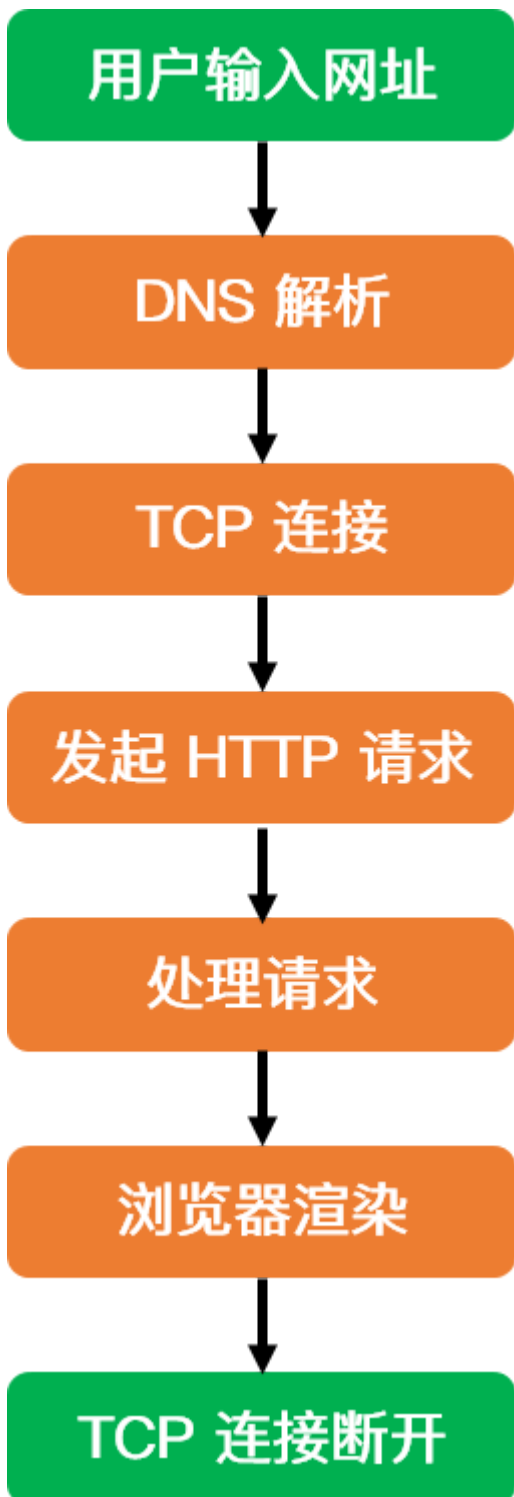 用户输入网址
DNS 解析
TCP 连接
发起 HTTP 请求
处理请求
浏览器渲染
TCP 连接断开